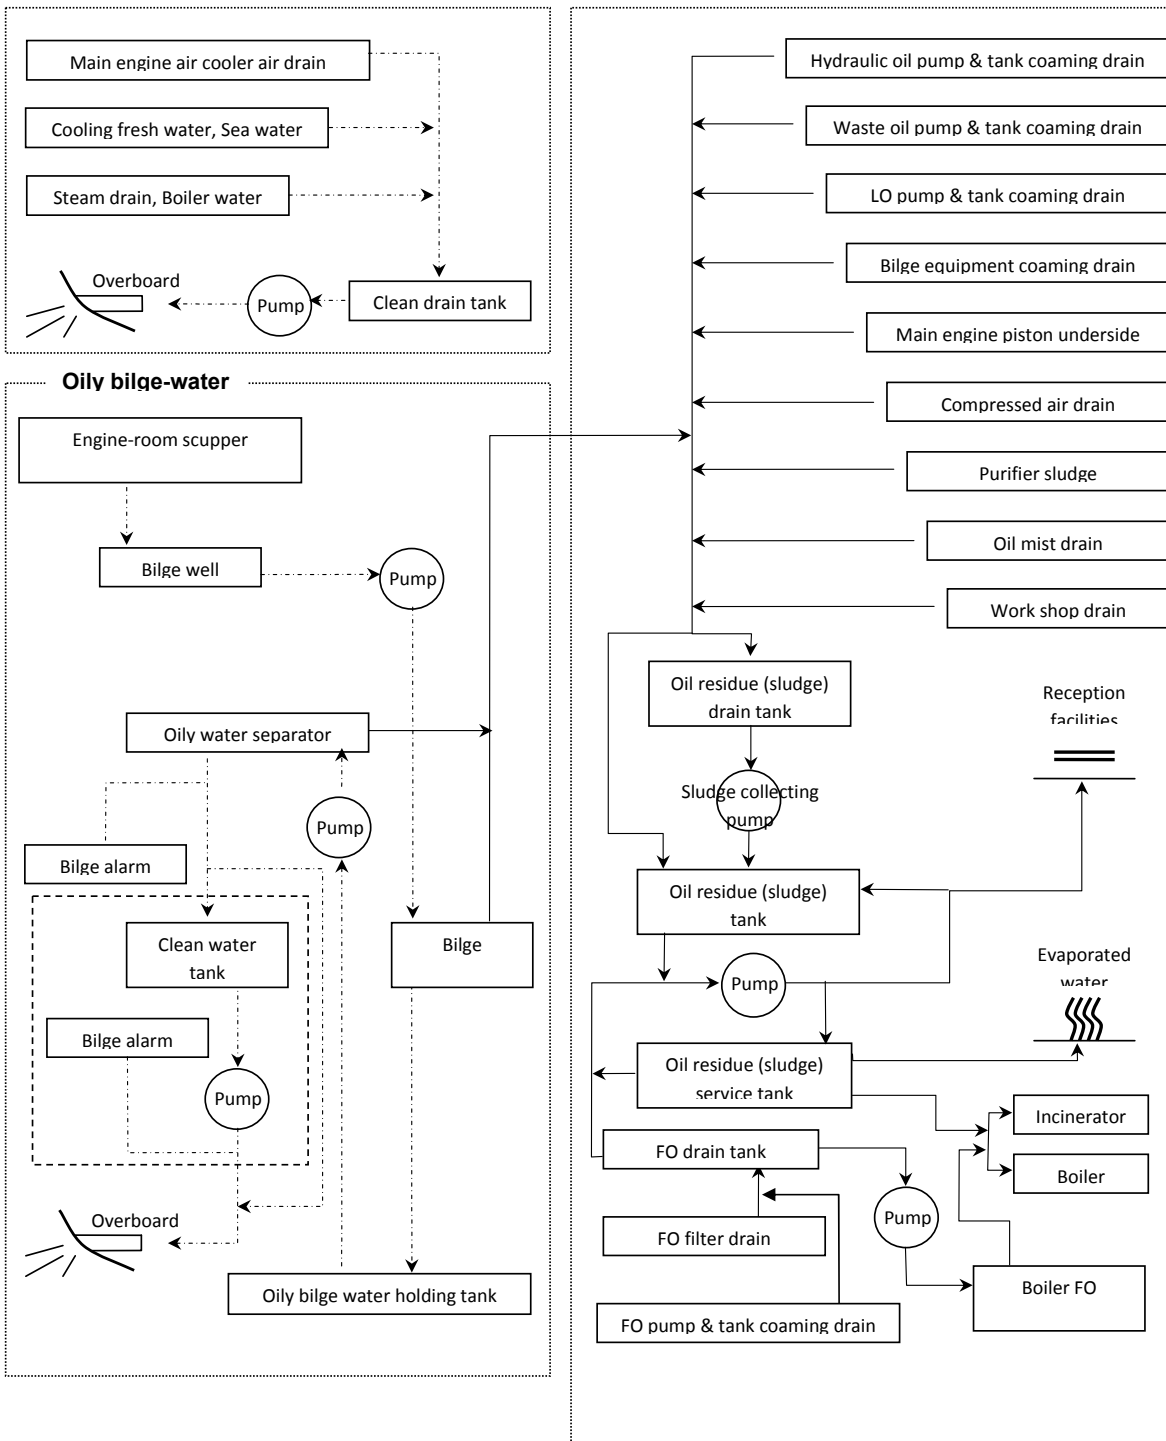 Main engine air cooler air drain
Cooling fresh water, Sea water
Steam drain, Boiler water
Overboard
Pump
Clean drain tank
Oily bilge-water
Engine-room scupper
Bilge well
Pump
Oily water separator
Pump
Bilge alarm
Clean water
tank
Bilge
Bilge alarm
Pump
Overboard
Oily bilge water holding tank
Hydraulic oil pump & tank coaming drain
Waste oil pump & tank coaming drain
LO pump & tank coaming drain
Bilge equipment coaming drain
Main engine piston underside
Compressed air drain
Purifier sludge
Oil mist drain
Work shop drain
Oil residue (sludge)
drain tank
Reception
facilities
Sludge collecting
pump
Oil residue (sludge)
tank
Pump
Evaporated
water
Oil residue (sludge)
service tank
Incinerator
FO drain tank
Boiler
Pump
FO filter drain
Boiler FO
FO pump & tank coaming drain